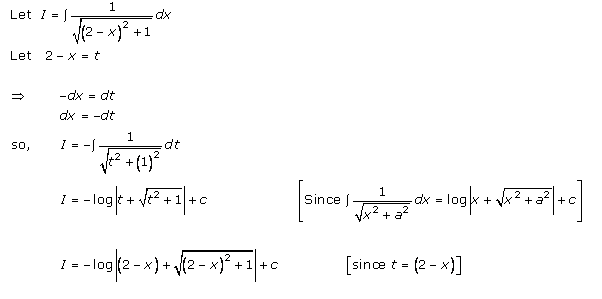 Let I = ∫ 1/√((2 − x)² + 1) dx
Let 2 − x = t
⇒ −dx = dt
dx = −dt
so, I = −∫ 1/√(t² + (1)²) dt
I = −log|t + √(t² + 1)| + c [Since ∫ 1/√(x² + a²) dx = log|x + √(x² + a²)| + c]
I = −log|(2 − x) + √((2 − x)² + 1)| + c [since t = (2 − x)]